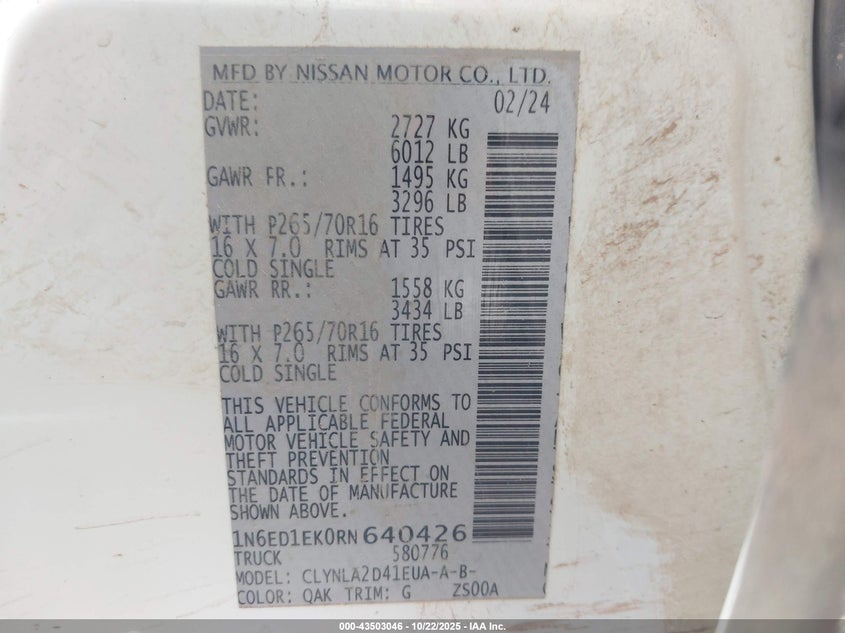 MFD BY NISSAN MOTOR CO., LTD.
DATE: 02/24
GVWR: 2727 KG
6012 LB
GAWR FR.: 1495 KG
3296 LB
WITH P265/70R16 TIRES
16 X 7.0 RIMS AT 35 PSI
COLD SINGLE
GAWR RR.: 1558 KG
3434 LB
WITH P265/70R16 TIRES
16 X 7.0 RIMS AT 35 PSI
COLD SINGLE
THIS VEHICLE CONFORMS TO
ALL APPLICABLE FEDERAL
MOTOR VEHICLE SAFETY AND
THEFT PREVENTION
STANDARDS IN EFFECT ON
THE DATE OF MANUFACTURE
SHOWN ABOVE.
1N6ED1EK0RN640426
TRUCK 580776
MODEL: CLYNLA2D41EUA-A-B-
COLOR: QAK TRIM: G ZS00A
000-43503046 - 10/22/2025 - IAA Inc.